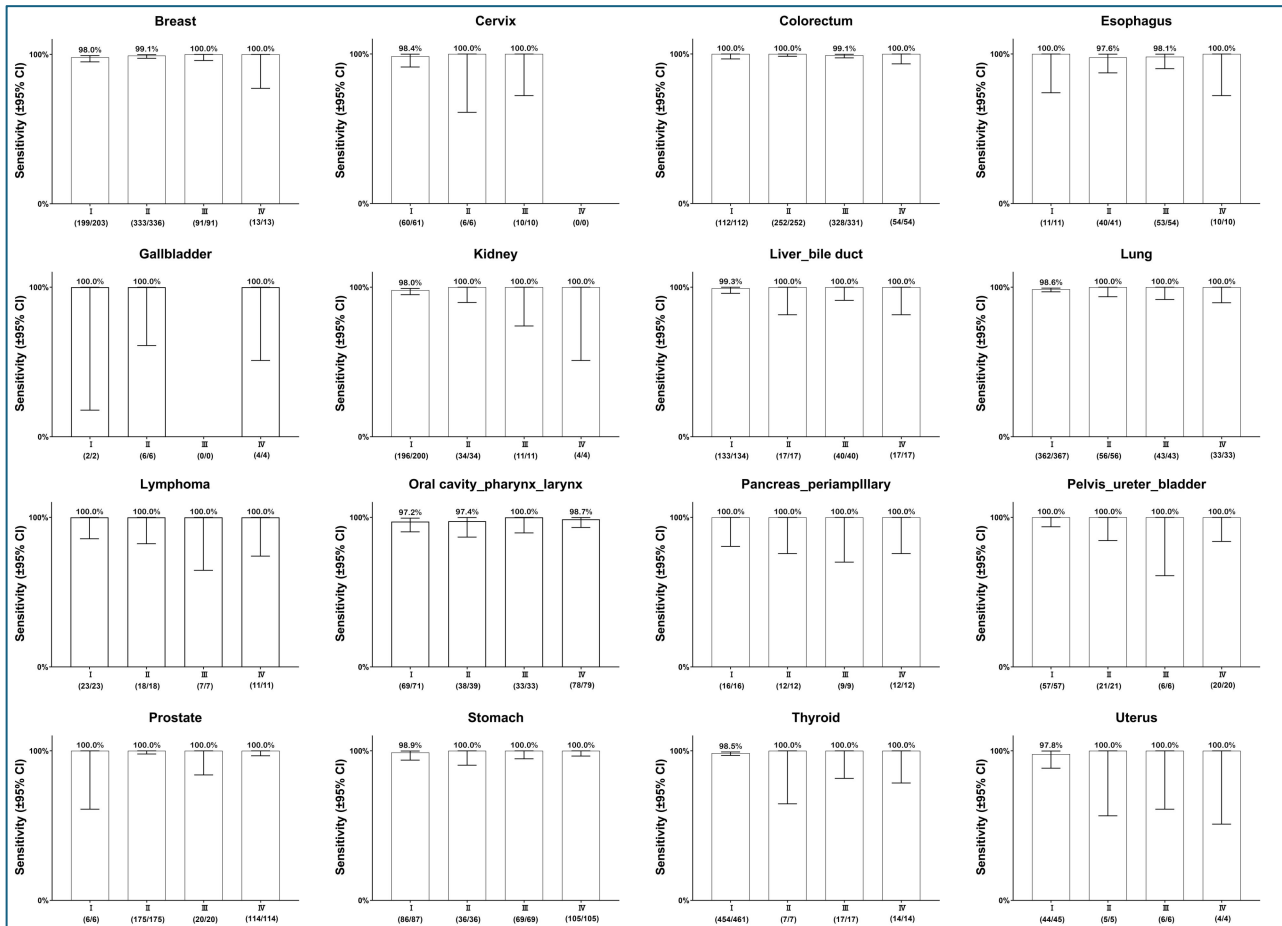 Breast
Sensitivity (±95% CI)
100%
0%
98.0% 99.1% 100.0% 100.0%
Ⅰ Ⅱ Ⅲ Ⅳ
(199/203) (333/336) (91/91) (13/13)
Cervix
Sensitivity (±95% CI)
100%
0%
98.4% 100.0% 100.0%
Ⅰ Ⅱ Ⅲ Ⅳ
(60/61) (6/6) (10/10) (0/0)
Colorectum
Sensitivity (±95% CI)
100%
0%
100.0% 100.0% 99.1% 100.0%
Ⅰ Ⅱ Ⅲ Ⅳ
(112/112) (252/252) (328/331) (54/54)
Esophagus
Sensitivity (±95% CI)
100%
0%
100.0% 97.6% 98.1% 100.0%
Ⅰ Ⅱ Ⅲ Ⅳ
(11/11) (40/41) (53/54) (10/10)
Gallbladder
Sensitivity (±95% CI)
100%
0%
100.0% 100.0% 100.0%
Ⅰ Ⅱ Ⅲ Ⅳ
(2/2) (6/6) (0/0) (4/4)
Kidney
Sensitivity (±95% CI)
100%
0%
98.0% 100.0% 100.0% 100.0%
Ⅰ Ⅱ Ⅲ Ⅳ
(196/200) (34/34) (11/11) (4/4)
Liver_bile duct
Sensitivity (±95% CI)
100%
0%
99.3% 100.0% 100.0% 100.0%
Ⅰ Ⅱ Ⅲ Ⅳ
(133/134) (17/17) (40/40) (17/17)
Lung
Sensitivity (±95% CI)
100%
0%
98.6% 100.0% 100.0% 100.0%
Ⅰ Ⅱ Ⅲ Ⅳ
(362/367) (56/56) (43/43) (33/33)
Lymphoma
Sensitivity (±95% CI)
100%
0%
100.0% 100.0% 100.0% 100.0%
Ⅰ Ⅱ Ⅲ Ⅳ
(23/23) (18/18) (7/7) (11/11)
Oral cavity_pharynx_larynx
Sensitivity (±95% CI)
100%
0%
97.2% 97.4% 100.0% 98.7%
Ⅰ Ⅱ Ⅲ Ⅳ
(69/71) (38/39) (33/33) (78/79)
Pancreas_periamplllary
Sensitivity (±95% CI)
100%
0%
100.0% 100.0% 100.0% 100.0%
Ⅰ Ⅱ Ⅲ Ⅳ
(16/16) (12/12) (9/9) (12/12)
Pelvis_ureter_bladder
Sensitivity (±95% CI)
100%
0%
100.0% 100.0% 100.0% 100.0%
Ⅰ Ⅱ Ⅲ Ⅳ
(57/57) (21/21) (6/6) (20/20)
Prostate
Sensitivity (±95% CI)
100%
0%
100.0% 100.0% 100.0% 100.0%
Ⅰ Ⅱ Ⅲ Ⅳ
(6/6) (175/175) (20/20) (114/114)
Stomach
Sensitivity (±95% CI)
100%
0%
98.9% 100.0% 100.0% 100.0%
Ⅰ Ⅱ Ⅲ Ⅳ
(86/87) (36/36) (69/69) (105/105)
Thyroid
Sensitivity (±95% CI)
100%
0%
98.5% 100.0% 100.0% 100.0%
Ⅰ Ⅱ Ⅲ Ⅳ
(454/461) (7/7) (17/17) (14/14)
Uterus
Sensitivity (±95% CI)
100%
0%
97.8% 100.0% 100.0% 100.0%
Ⅰ Ⅱ Ⅲ Ⅳ
(44/45) (5/5) (6/6) (4/4)